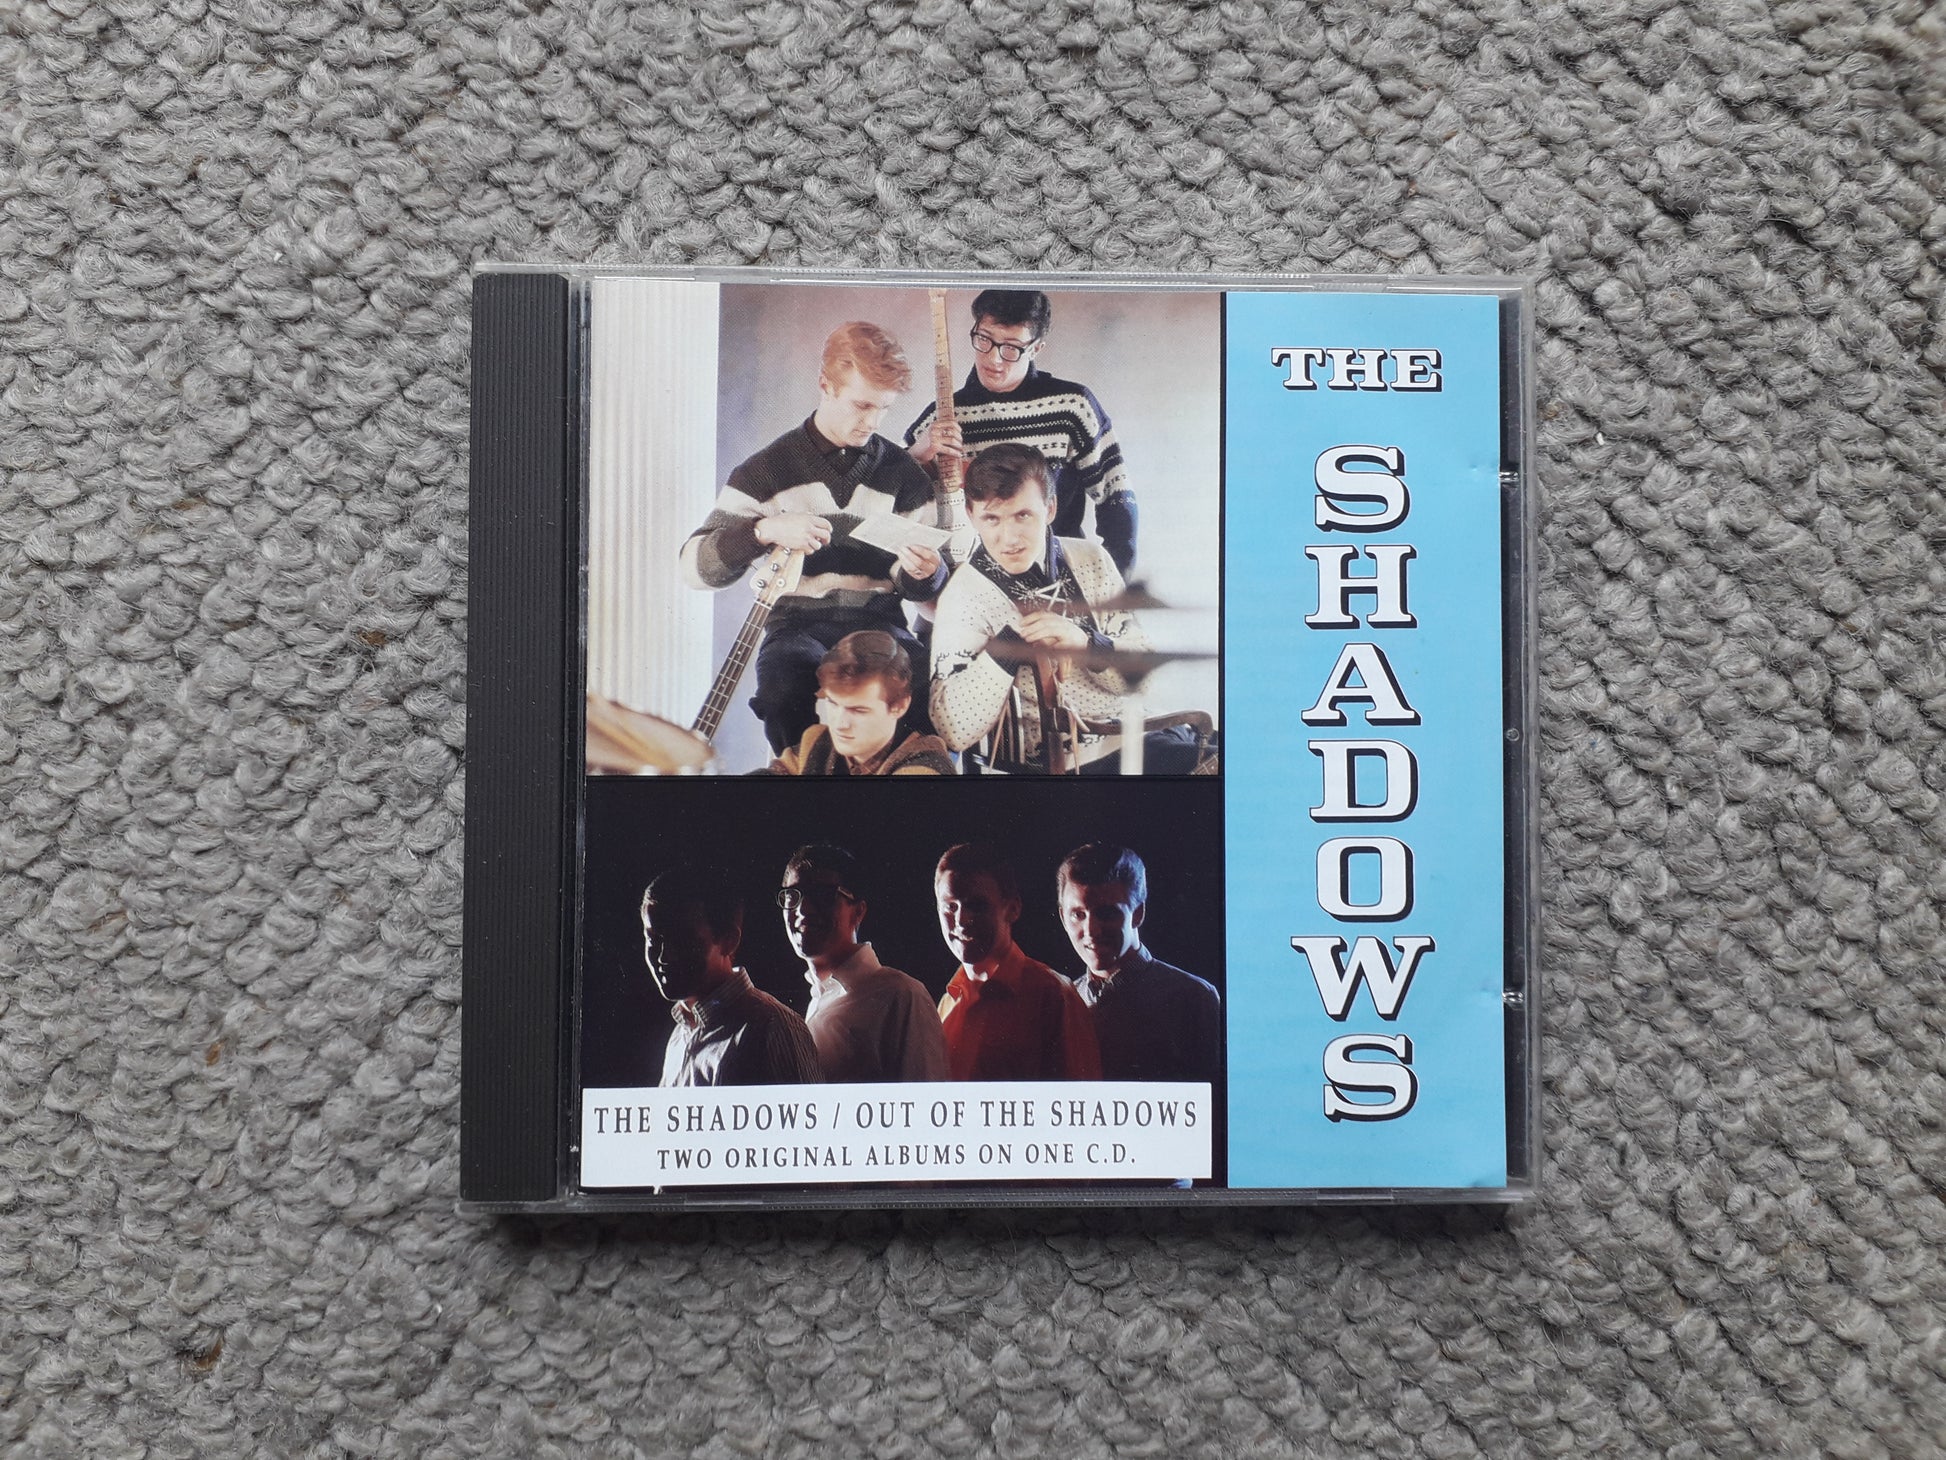 THE
SHADOWS
THE SHADOWS / OUT OF THE SHADOWS
TWO ORIGINAL ALBUMS ON ONE C.D.